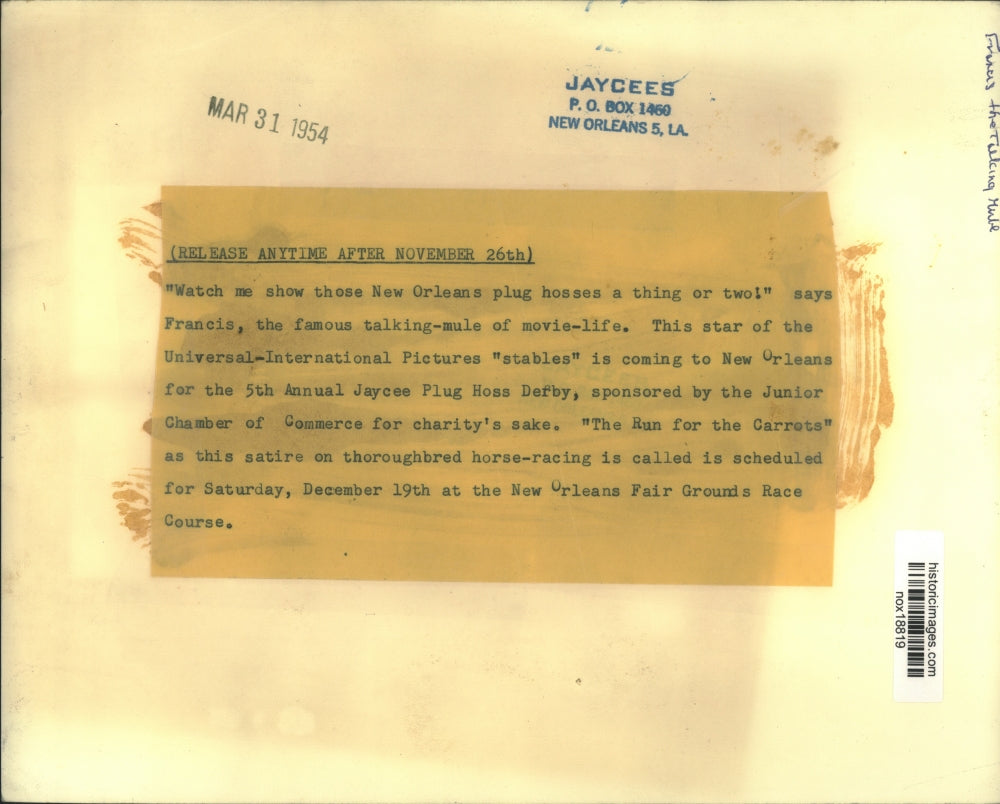 MAR 31 1954
JAYCEES
P. O. BOX 1460
NEW ORLEANS 5, LA.
Francis the Talking Mule
(RELEASE ANYTIME AFTER NOVEMBER 26th)
"Watch me show those New Orleans plug hosses a thing or two!" says
Francis, the famous talking-mule of movie-life. This star of the
Universal-International Pictures "stables" is coming to New Orleans
for the 5th Annual Jaycee Plug Hoss Derby, sponsored by the Junior
Chamber of Commerce for charity's sake. "The Run for the Carrots"
as this satire on thoroughbred horse-racing is called is scheduled
for Saturday, December 19th at the New Orleans Fair Grounds Race
Course.
historicimages.com
nox18819